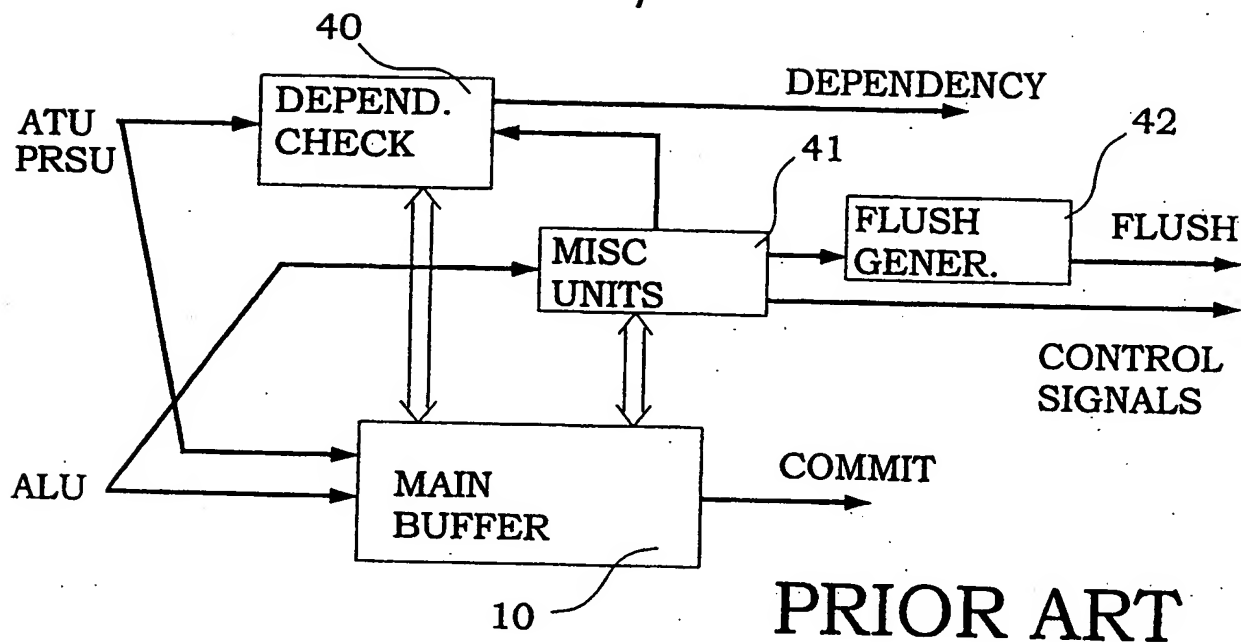 40
DEPEND.
CHECK
DEPENDENCY
ATU
PRSU
42
41
FLUSH
GENER.
FLUSH
MISC
UNITS
CONTROL
SIGNALS
ALU
MAIN
BUFFER
COMMIT
10
PRIOR ART